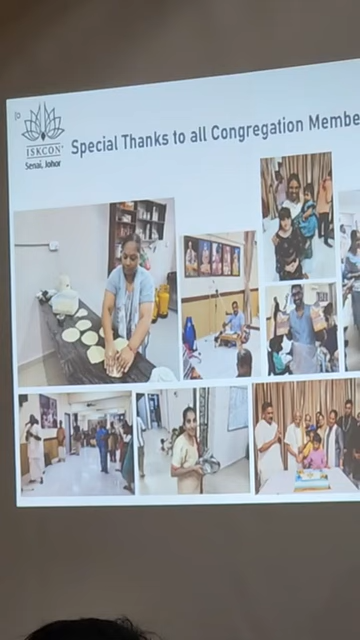 ISKCON
Senai, Johor
Special Thanks to all Congregation Membe